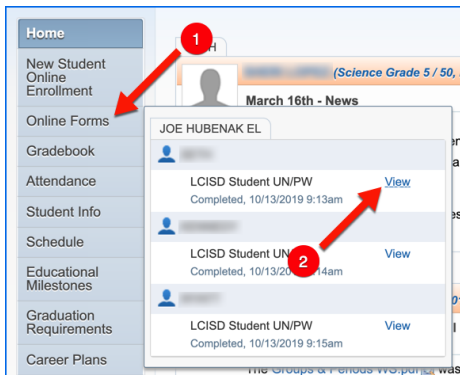 Home
New Student
Online
Enrollment
Online Forms
Gradebook
Attendance
Student Info
Schedule
Educational
Milestones
Graduation
Requirements
Career Plans
1
(Science Grade 5 / 50,
March 16th - News
JOE HUBENAK EL
LCISD Student UN/PW View
Completed, 10/13/2019 9:13am
2
LCISD Student UN View
Completed, 10/13/20 14am
LCISD Student UN/PW View
Completed, 10/13/2019 9:15am
The Groups & Periods WS.pdf was